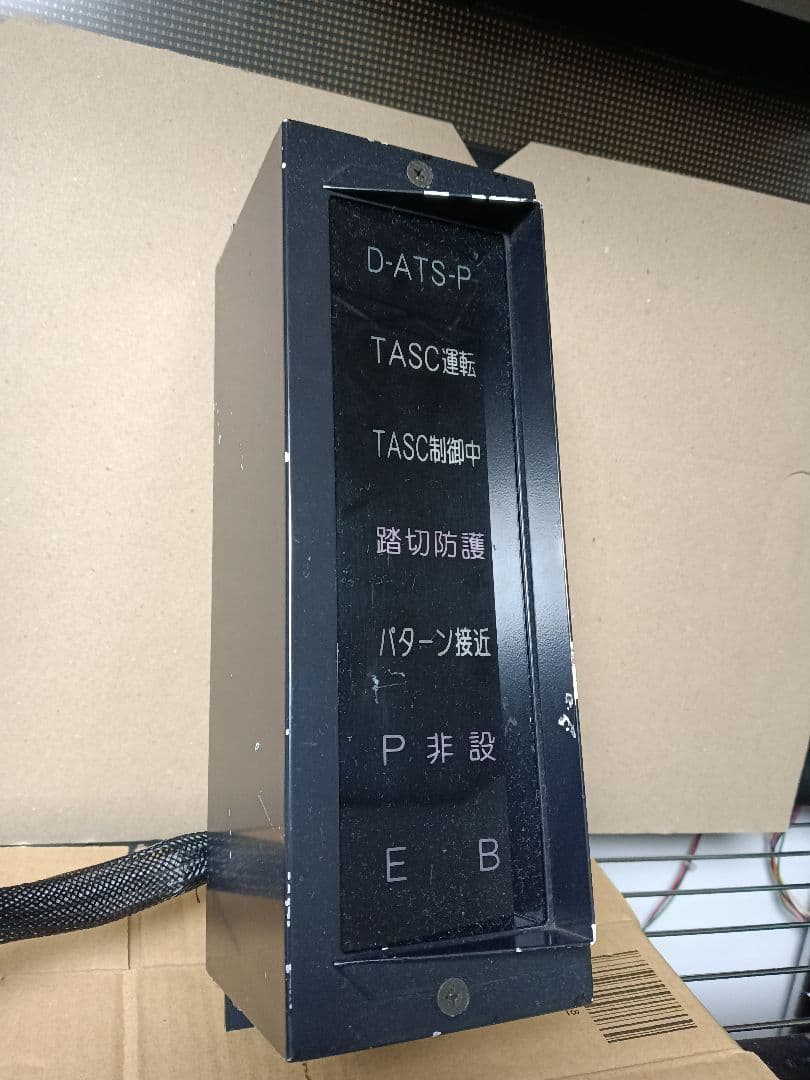 D-ATS-P
TASC運転
TASC制御中
踏切防護
パターン接近
P 非 設
E B
18